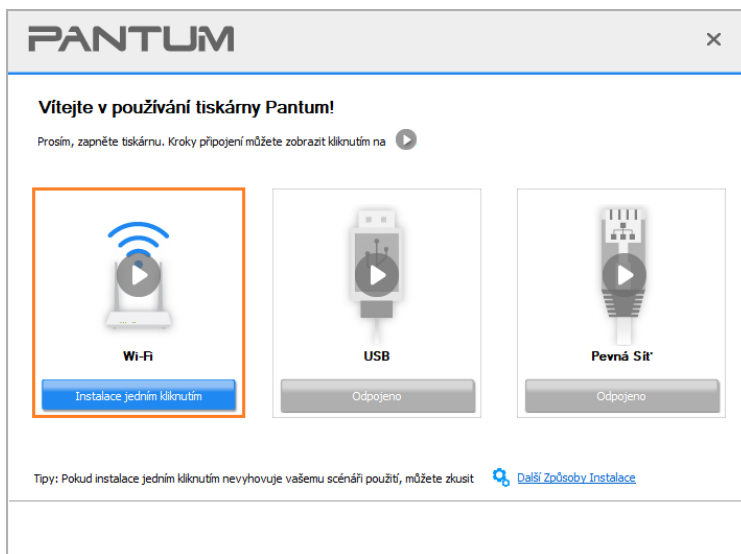 PANTUM
Vítejte v používání tiskárny Pantum!
Prosím, zapněte tiskárnu. Kroky připojení můžete zobrazit kliknutím na
Wi-Fi
USB
Pevná Síť
Instalace jedním kliknutím
Odpojeno
Odpojeno
Tipy: Pokud instalace jedním kliknutím nevyhovuje vašemu scénáři použití, můžete zkusit Další Způsoby Instalace